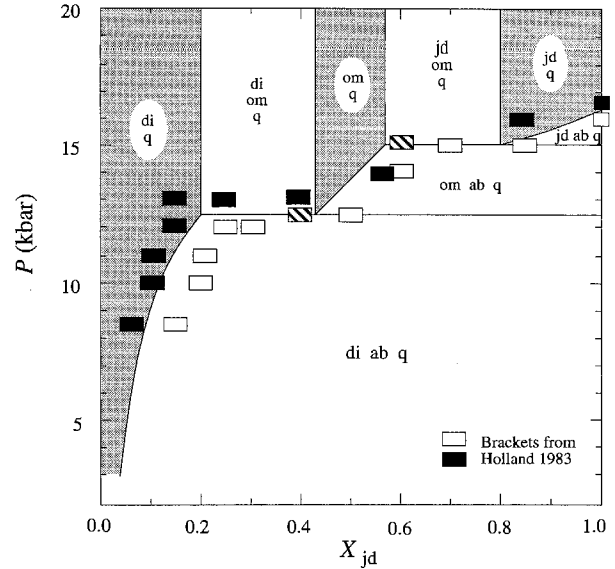 20
15
10
5
P (kbar)
di
q
di
om
q
om
q
jd
om
q
jd
q
jd ab q
om ab q
di ab q
Brackets from
Holland 1983
0.0
0.2
0.4
0.6
0.8
1.0
X jd